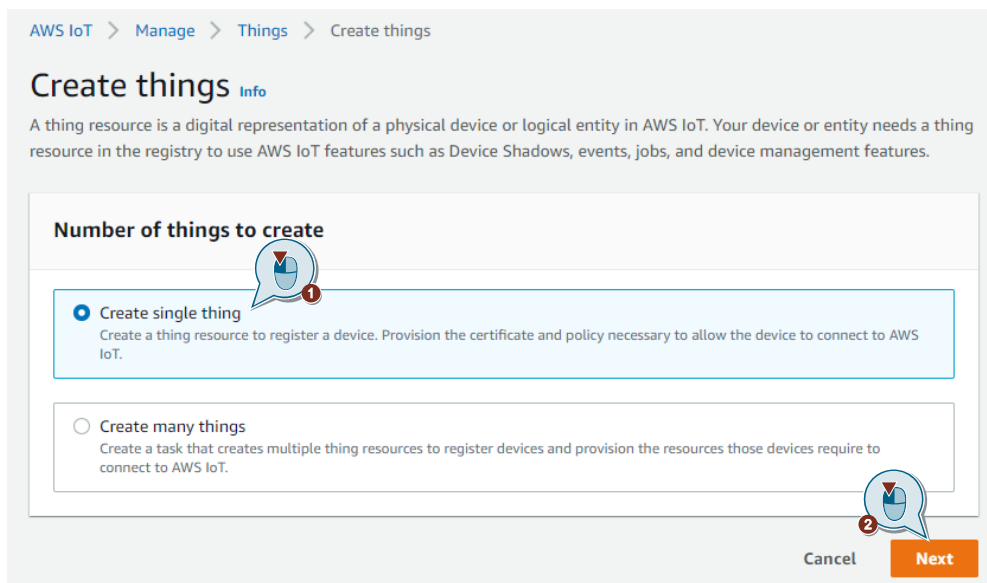 AWS IoT > Manage > Things > Create things
Create things Info
A thing resource is a digital representation of a physical device or logical entity in AWS IoT. Your device or entity needs a thing
resource in the registry to use AWS IoT features such as Device Shadows, events, jobs, and device management features.
Number of things to create
1
Create single thing
Create a thing resource to register a device. Provision the certificate and policy necessary to allow the device to connect to AWS
IoT.
Create many things
Create a task that creates multiple thing resources to register devices and provision the resources those devices require to
connect to AWS IoT.
2
Cancel Next